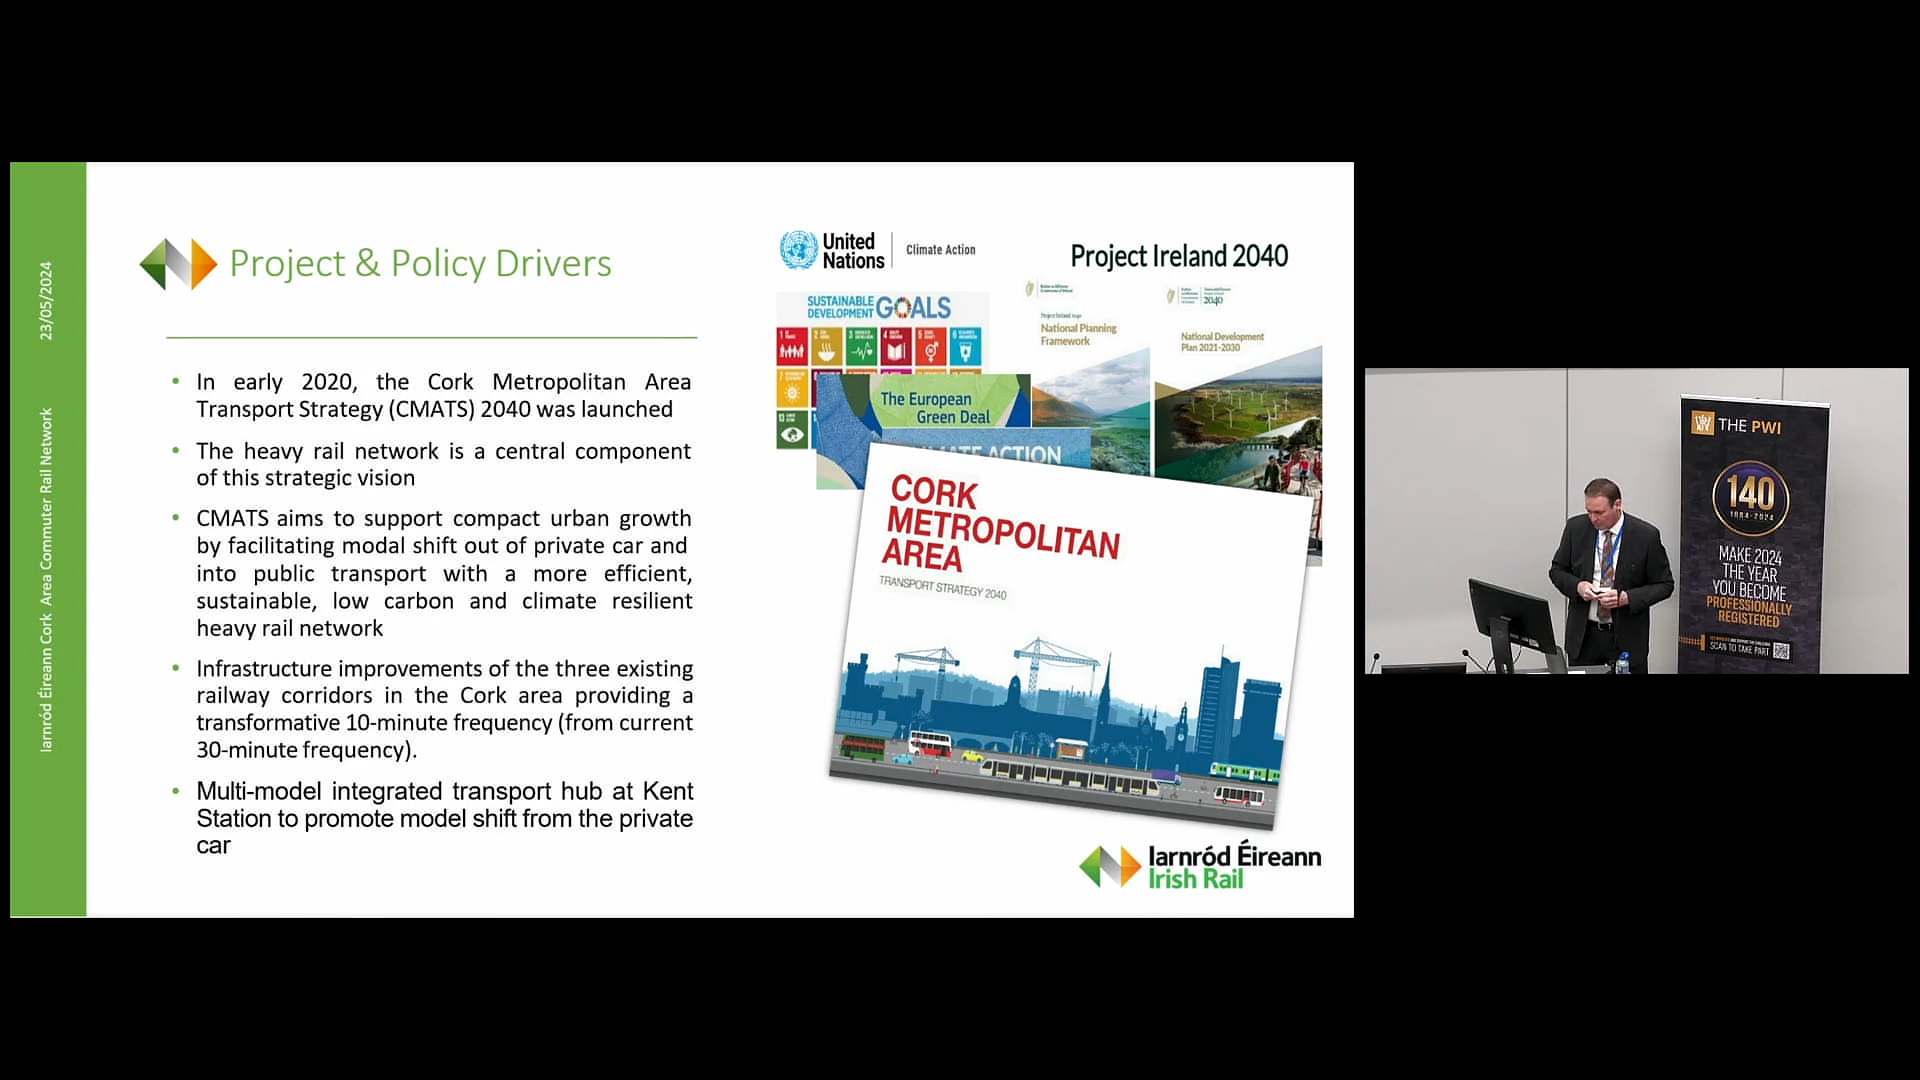 23/05/2024
Iarnród Éireann Cork Area Commuter Rail Network
Project & Policy Drivers
• In early 2020, the Cork Metropolitan Area
Transport Strategy (CMATS) 2040 was launched
• The heavy rail network is a central component
of this strategic vision
• CMATS aims to support compact urban growth
by facilitating modal shift out of private car and
into public transport with a more efficient,
sustainable, low carbon and climate resilient
heavy rail network
• Infrastructure improvements of the three existing
railway corridors in the Cork area providing a
transformative 10-minute frequency (from current
30-minute frequency).
• Multi-model integrated transport hub at Kent
Station to promote model shift from the private
car
United
Nations
Climate Action
SUSTAINABLE
DEVELOPMENT
GOALS
Project Ireland 2040
Project Ireland 2040
National Planning
Framework
2040
National Development
Plan 2021-2030
The European
Green Deal
ACTION
CORK
METROPOLITAN
AREA
TRANSPORT STRATEGY 2040
Iarnród Éireann
Irish Rail
THE PWI
140
1884-2024
MAKE 2024
THE YEAR
YOU BECOME
PROFESSIONALLY
REGISTERED
SCAN TO TAKE PART